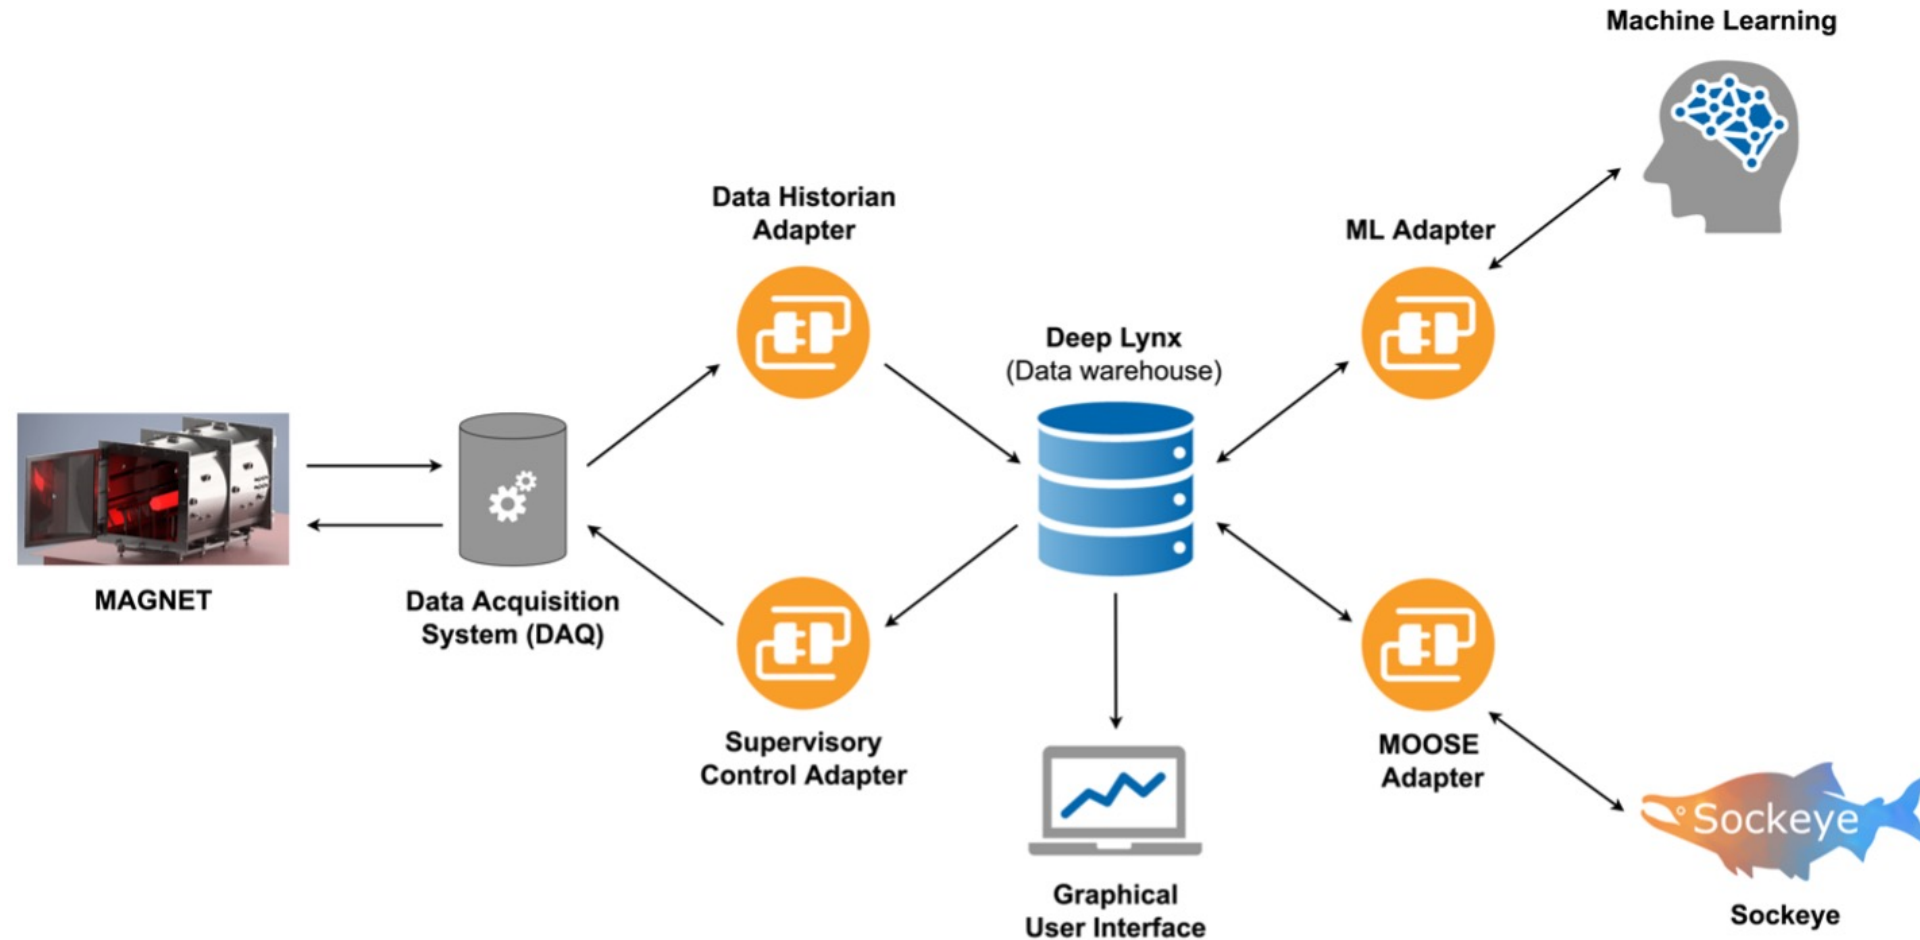 Machine Learning
Data Historian
Adapter
ML Adapter
Deep Lynx
(Data warehouse)
MAGNET
Data Acquisition
System (DAQ)
Supervisory
Control Adapter
MOOSE
Adapter
Sockeye
Graphical
User Interface
Sockeye